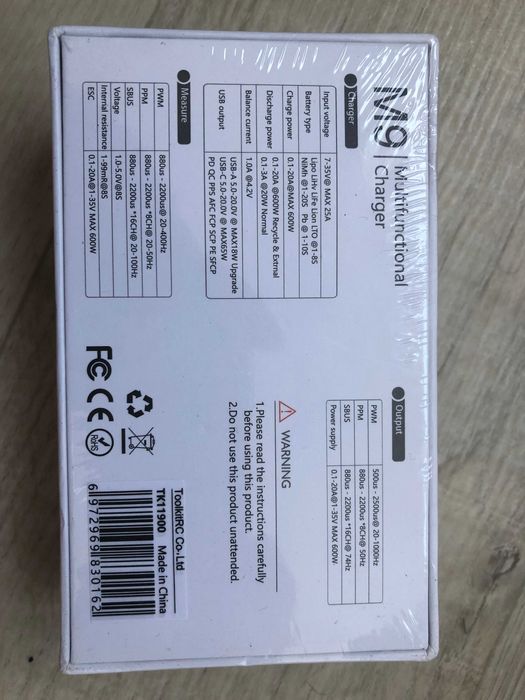 M9 Multifunctional
Charger
Charger
Input voltage 7-35V@ MAX 25A
Battery type Lipo LiHv LiFe Lion LTO @1-8S
NiMh @1-20S Pb @ 1-10S
Charge power 0.1-20A@MAX 600W
Discharge power 0.1-20A @600W Recycle & Extrnal
0.1-3A @20W Normal
Balance current 1.0A @4.2V
USB output USB-A 5.0-20.0V @ MAX18W Upgrade
USB-C 5.0-20.0V @ MAX65W
PD QC PPS AFC FCP SCP PE SFCP
Measure
PWM 880us - 2200us@ 20-400Hz
PPM 880us - 2200us *8CH@ 20-50Hz
SBUS 880us - 2200us *16CH@ 20-100Hz
Voltage 1.0-5.0V@8S
Internal resistance 1-99mR@8S
ESC 0.1-20A@1-35V MAX 600W
Output
PWM 500us - 2500us@ 20-1000Hz
PPM 880us - 2200us *8CH@ 50Hz
SBUS 880us - 2200us *16CH@ 74Hz
Power supply 0.1-20A@1-35V MAX 600W
WARNING
1.Please read the instructions carefully
before using this product.
2.Do not use this product unattended.
FC CE RoHS
ToolkitRC Co.Ltd
TK11900 Made in China
6 972969 830162